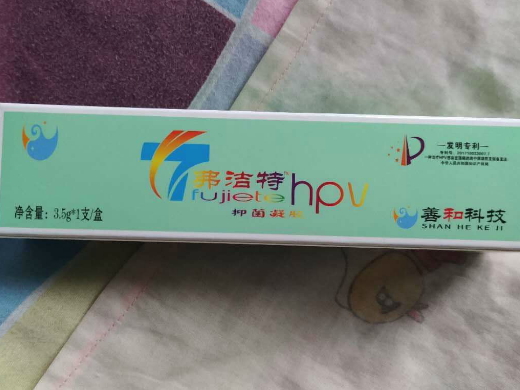 弗洁特®hpv
fujiete
抑菌凝胶
净含量：3.5g*1支/盒
发明专利
善和科技
SHAN HE KE JI